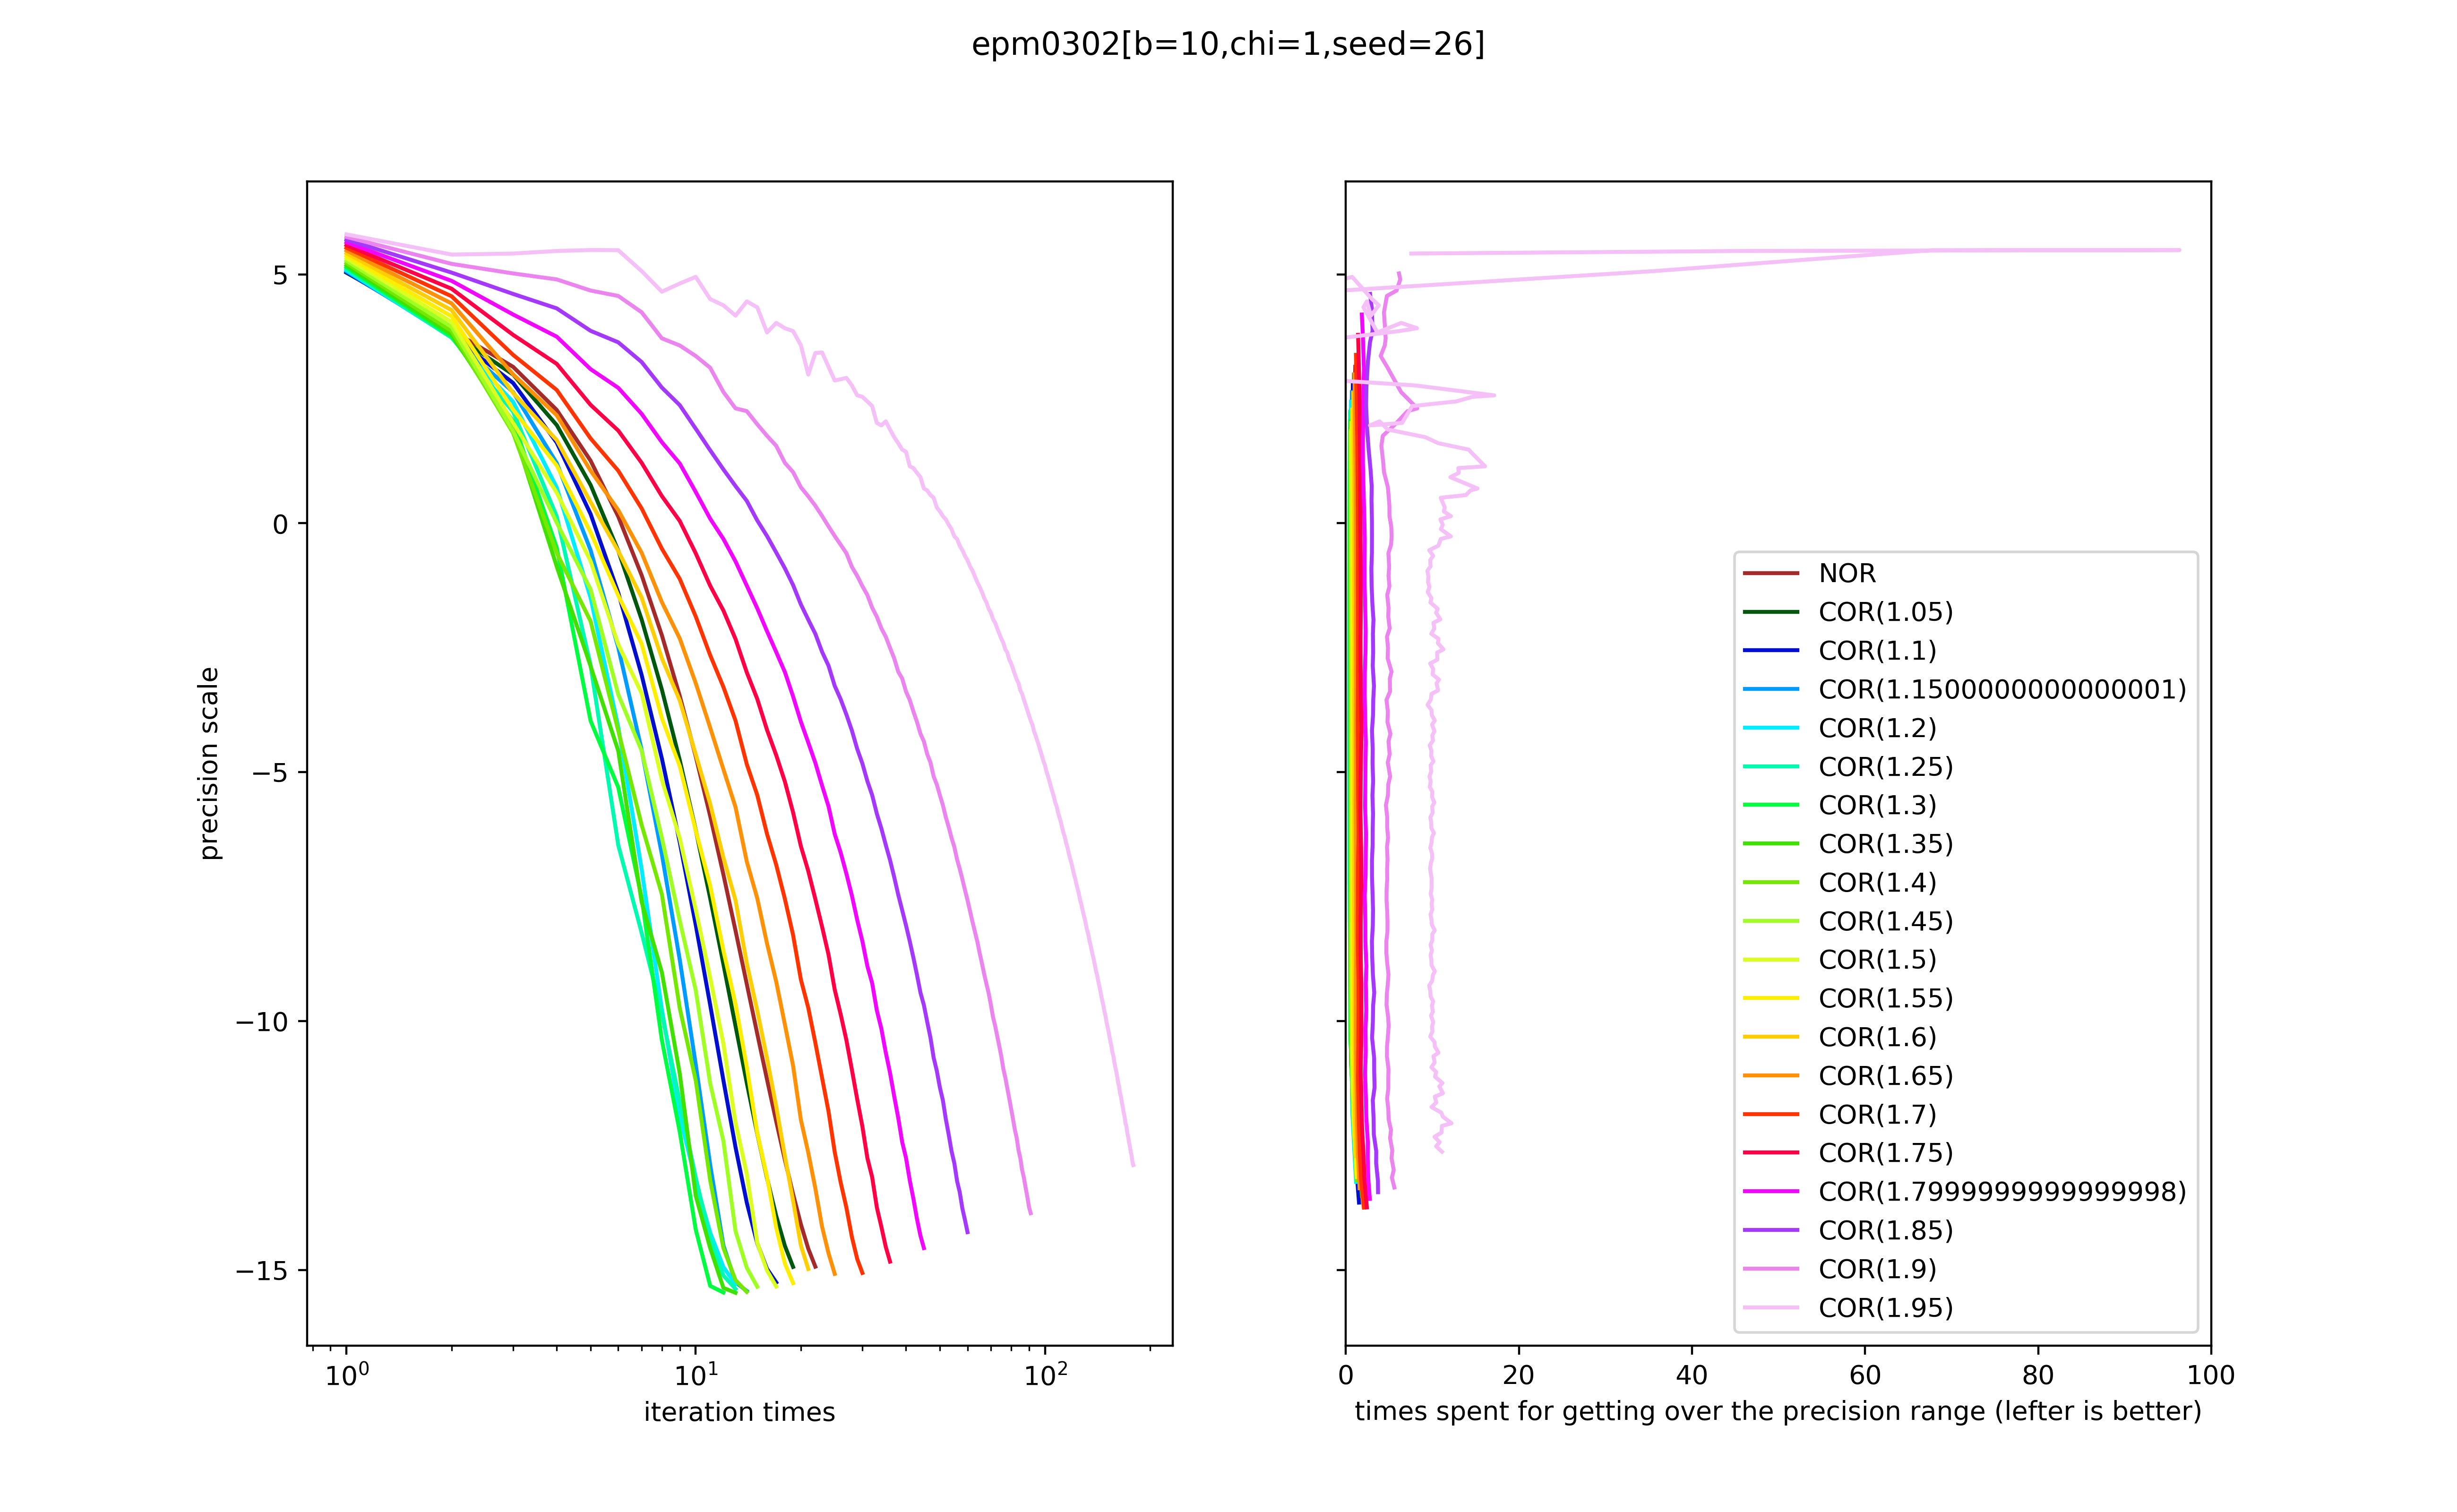 epm0302[b=10,chi=1,seed=26]
precision scale
5
0
−5
−10
−15
10⁰
10¹
10²
iteration times
NOR
COR(1.05)
COR(1.1)
COR(1.1500000000000001)
COR(1.2)
COR(1.25)
COR(1.3)
COR(1.35)
COR(1.4)
COR(1.45)
COR(1.5)
COR(1.55)
COR(1.6)
COR(1.65)
COR(1.7)
COR(1.75)
COR(1.7999999999999998)
COR(1.85)
COR(1.9)
COR(1.95)
0
20
40
60
80
100
times spent for getting over the precision range (lefter is better)